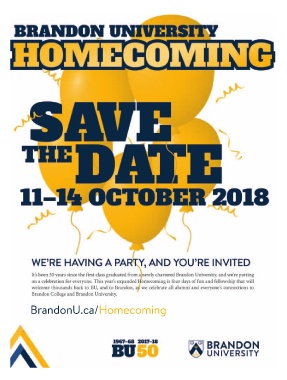 BRANDON UNIVERSITY
HOMECOMING
SAVE
THE DATE
11–14 OCTOBER 2018
WE'RE HAVING A PARTY, AND YOU'RE INVITED
It's been 50 years since the first class graduated from a newly chartered Brandon University, and we're putting
on a celebration for everyone. This year's expanded Homecoming is four days of fun and fellowship that will
welcome thousands back to BU, and to Brandon, as we celebrate all alumni and everyone's connections to
Brandon College and Brandon University.
BrandonU.ca/Homecoming
1967–68 2017–18
BU50
BRANDON
UNIVERSITY